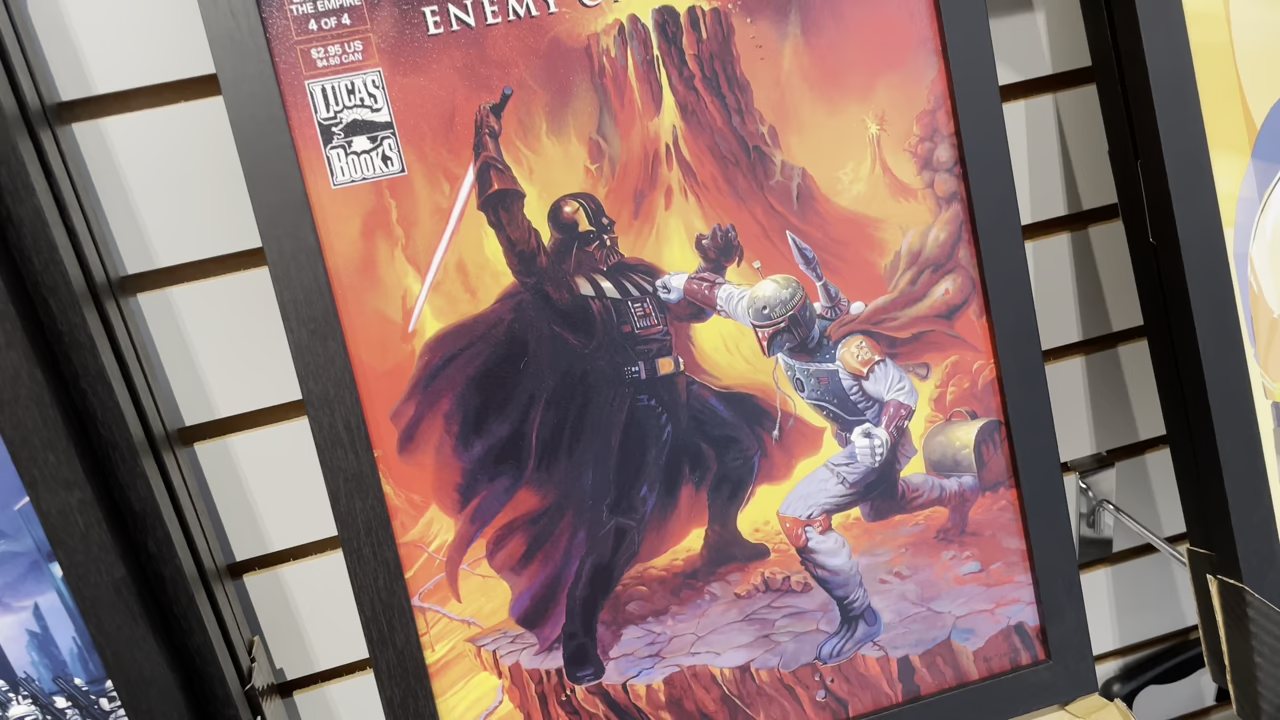 THE EMPIRE
4 OF 4
ENEMY
$2.95 US
$4.50 CAN
LUCAS
BOOKS